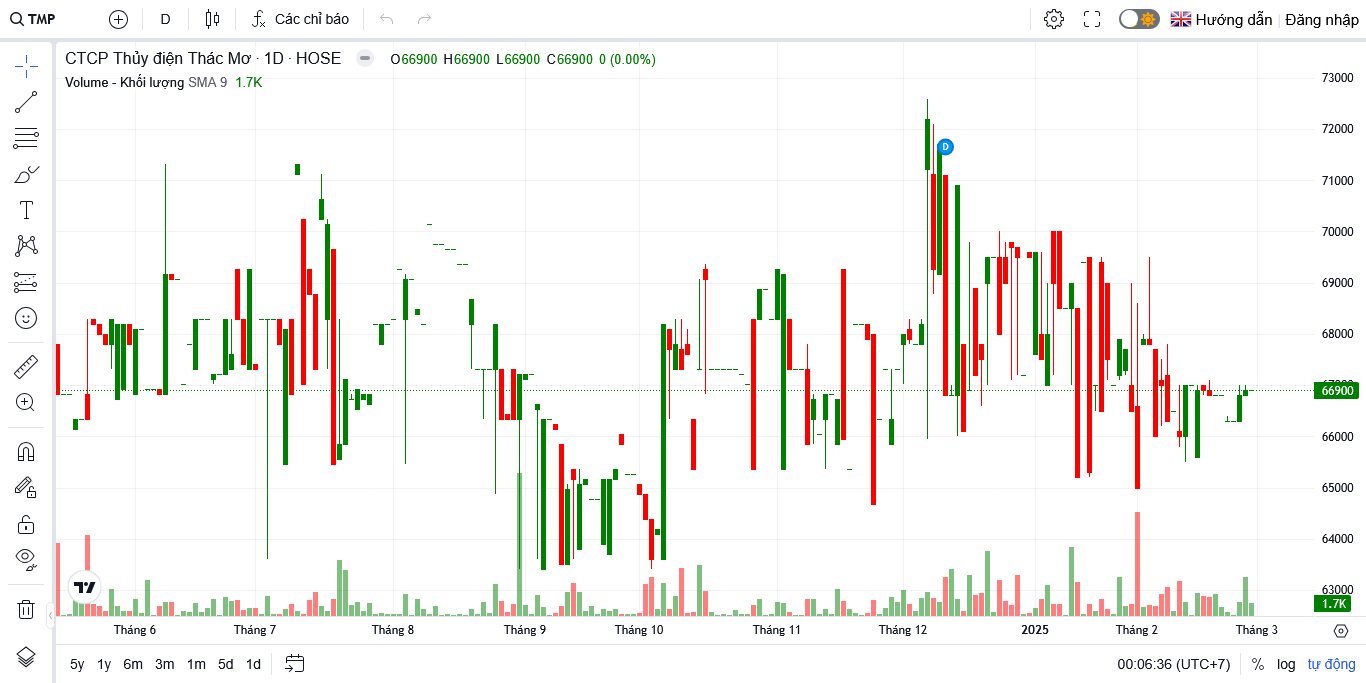 TMP
D
Các chỉ báo
Hướng dẫn
Đăng nhập
CTCP Thủy điện Thác Mơ · 1D · HOSE
O66900 H66900 L66900 C66900 0 (0.00%)
Volume - Khối lượng SMA 9 1.7K
D
73000
72000
71000
70000
69000
68000
66900
66000
65000
64000
63000
1.7K
Tháng 6
Tháng 7
Tháng 8
Tháng 9
Tháng 10
Tháng 11
Tháng 12
2025
Tháng 2
Tháng 3
5y 1y 6m 3m 1m 5d 1d
00:06:36 (UTC+7)
% log tự động